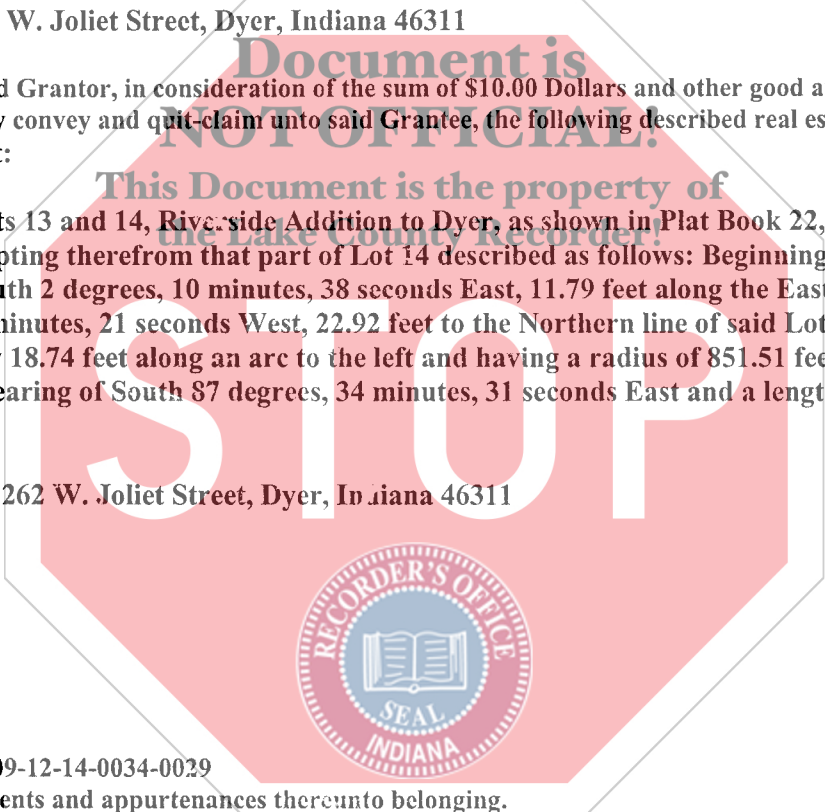 W. Joliet Street, Dyer, Indiana 46311
Document is
d Grantor, in consideration of the sum of $10.00 Dollars and other good a
y convey and quit-claim unto said Grantee, the following described real es
NOT OFFICIAL!
t:
This Document is the property of
ts 13 and 14, Riverside Addition to Dyer, as shown in Plat Book 22,
the Lake County Recorder!
pting therefrom that part of Lot 14 described as follows: Beginning
uth 2 degrees, 10 minutes, 38 seconds East, 11.79 feet along the East
minutes, 21 seconds West, 22.92 feet to the Northern line of said Lot
y 18.74 feet along an arc to the left and having a radius of 851.51 fee
earing of South 87 degrees, 34 minutes, 31 seconds East and a lengt
STOP
262 W. Joliet Street, Dyer, Indiana 46311
RECORDER'S OFFICE
SEAL
INDIANA
09-12-14-0034-0029
ents and appurtenances thereunto belonging.